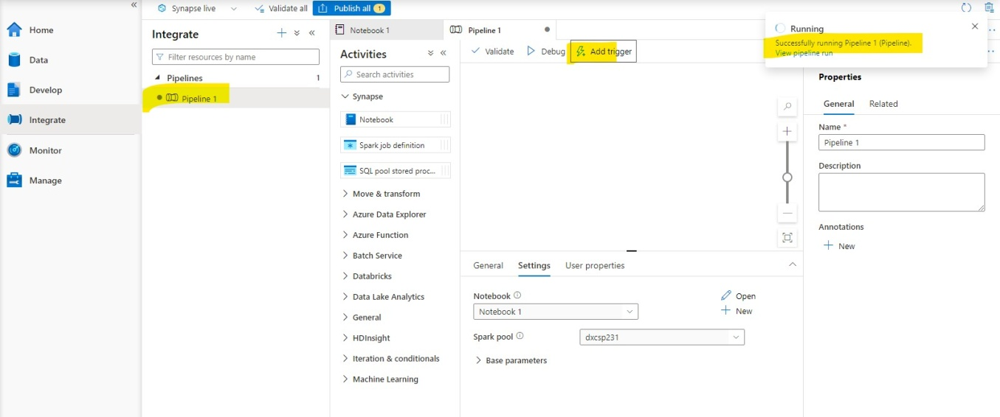 Synapse live
Validate all
Publish all 1
Home
Data
Develop
Integrate
Monitor
Manage
Integrate
Filter resources by name
Pipelines 1
Pipeline 1
Notebook 1
Pipeline 1
Activities
Search activities
Synapse
Notebook
Spark job definition
SQL pool stored proc...
Move & transform
Azure Data Explorer
Azure Function
Batch Service
Databricks
Data Lake Analytics
General
HDInsight
Iteration & conditionals
Machine Learning
Validate
Debug
Add trigger
General
Settings
User properties
Notebook
Notebook 1
Open
New
Spark pool
dxcsp231
Base parameters
Running
Successfully running Pipeline 1 (Pipeline).
View pipeline run
Properties
General
Related
Name *
Pipeline 1
Description
Annotations
New